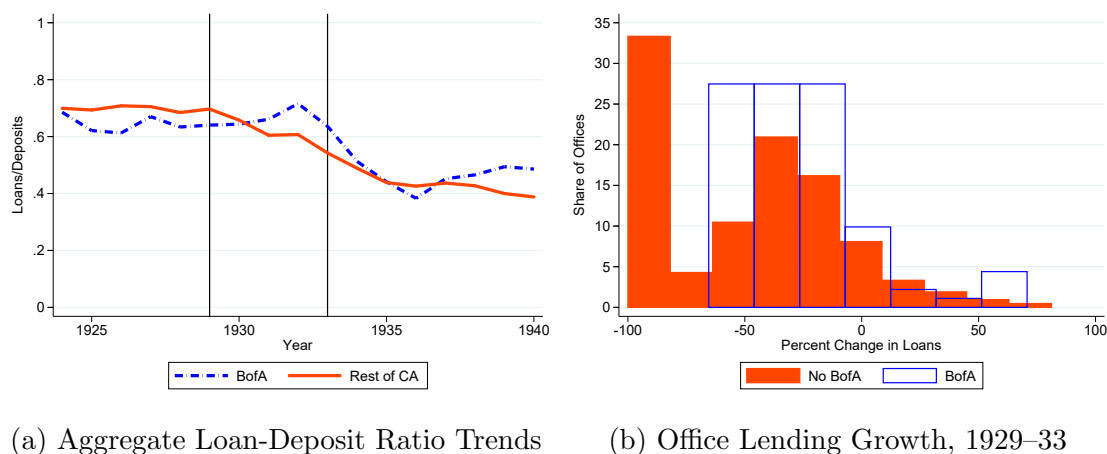 1
.8
.6
.4
.2
0
Loans/Deposits
1925
1930
1935
1940
Year
BofA
Rest of CA
35
30
25
20
15
10
5
0
Share of Offices
-100
-50
0
50
100
Percent Change in Loans
No BofA
BofA
(a) Aggregate Loan-Deposit Ratio Trends
(b) Office Lending Growth, 1929–33